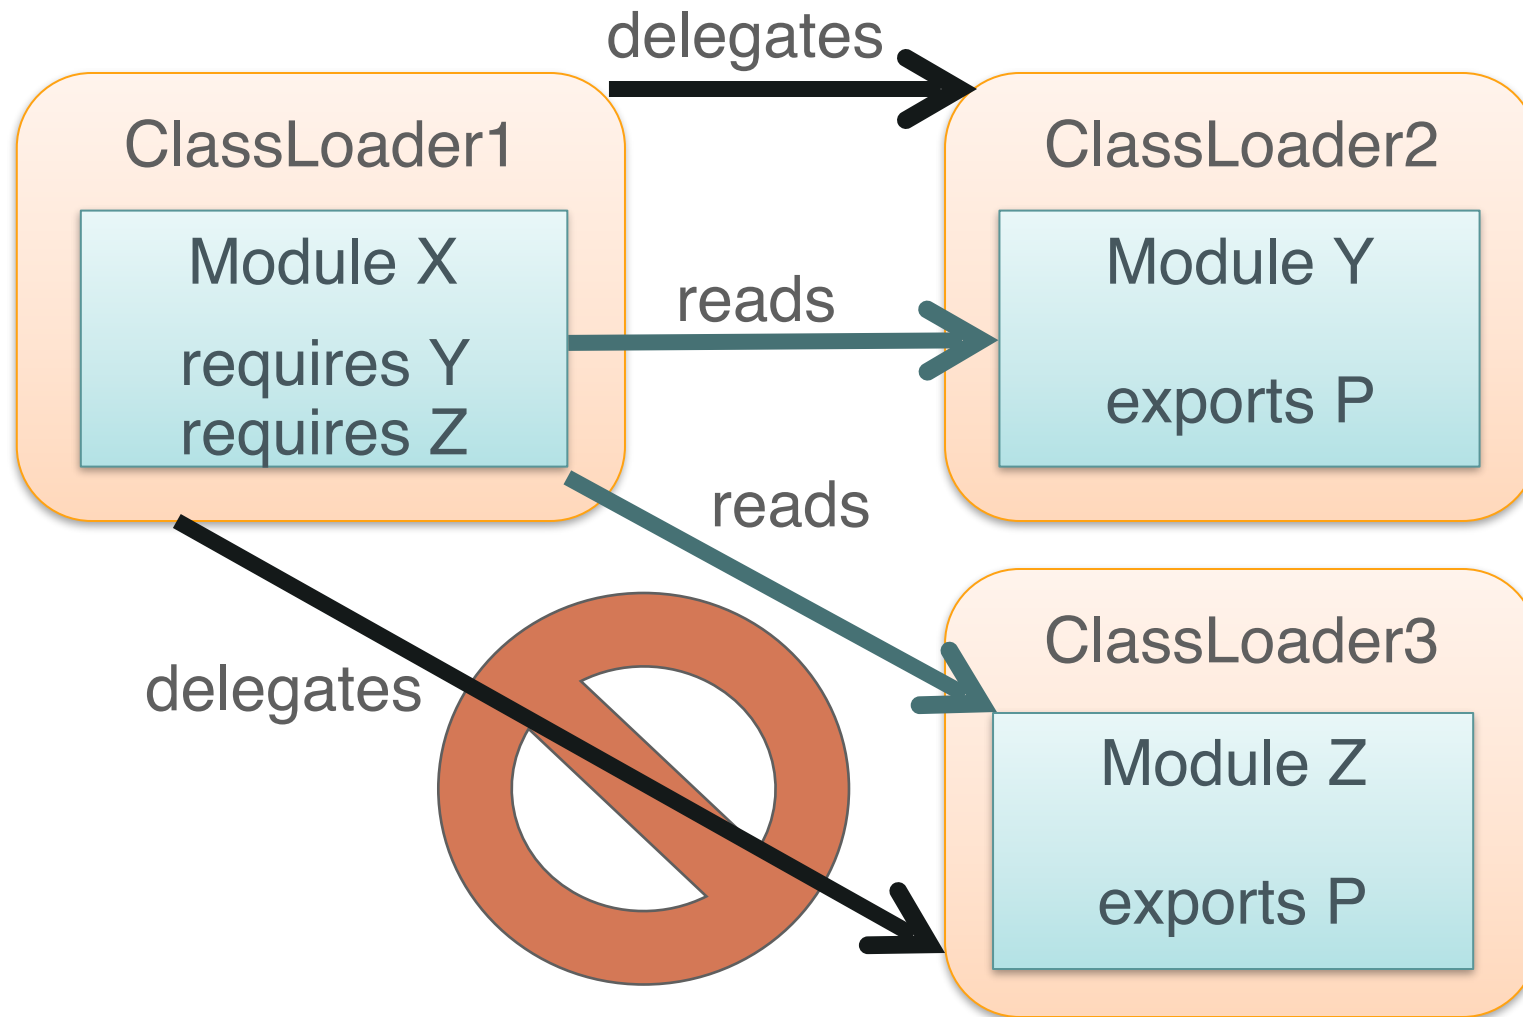 delegates
ClassLoader1
Module X
requires Y
requires Z
reads
ClassLoader2
Module Y
exports P
reads
delegates
ClassLoader3
Module Z
exports P